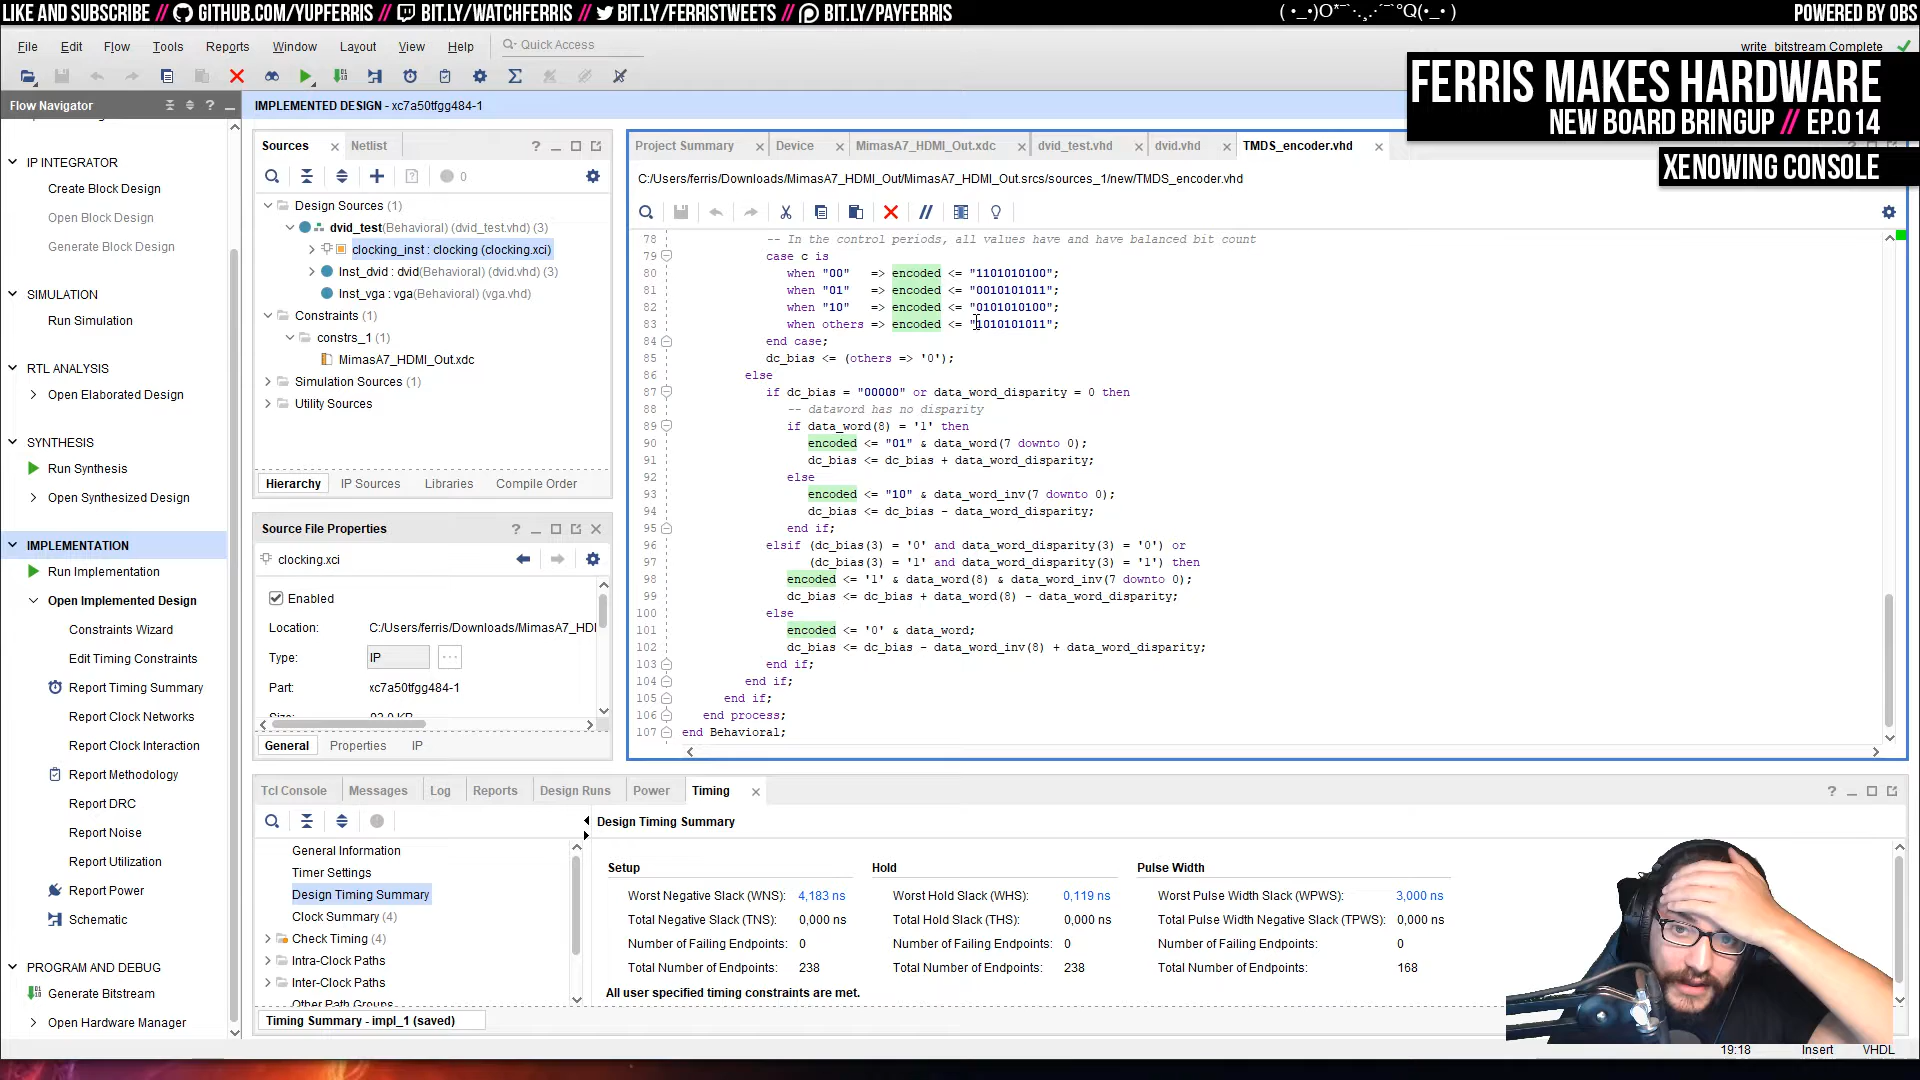 LIKE AND SUBSCRIBE // GITHUB.COM/YUPFERRIS // BIT.LY/WATCHFERRIS // BIT.LY/FERRISTWEETS // BIT.LY/PAYFERRIS
POWERED BY OBS
File Edit Flow Tools Reports Window Layout View Help Quick Access
write_bitstream Complete
FERRIS MAKES HARDWARE
NEW BOARD BRINGUP // EP.014
XENOWING CONSOLE
Flow Navigator
IMPLEMENTED DESIGN - xc7a50tfgg484-1
IP INTEGRATOR
Create Block Design
Open Block Design
Generate Block Design
SIMULATION
Run Simulation
RTL ANALYSIS
Open Elaborated Design
SYNTHESIS
Run Synthesis
Open Synthesized Design
IMPLEMENTATION
Run Implementation
Open Implemented Design
Constraints Wizard
Edit Timing Constraints
Report Timing Summary
Report Clock Networks
Report Clock Interaction
Report Methodology
Report DRC
Report Noise
Report Utilization
Report Power
Schematic
PROGRAM AND DEBUG
Generate Bitstream
Open Hardware Manager
Sources Netlist
0
Design Sources (1)
dvid_test(Behavioral) (dvid_test.vhd) (3)
clocking_inst : clocking (clocking.xci)
Inst_dvid : dvid(Behavioral) (dvid.vhd) (3)
Inst_vga : vga(Behavioral) (vga.vhd)
Constraints (1)
constrs_1 (1)
MimasA7_HDMI_Out.xdc
Simulation Sources (1)
Utility Sources
Hierarchy IP Sources Libraries Compile Order
Source File Properties
clocking.xci
Enabled
Location: C:/Users/ferris/Downloads/MimasA7_HDI
Type: IP
Part: xc7a50tfgg484-1
General Properties IP
Project Summary Device MimasA7_HDMI_Out.xdc dvid_test.vhd dvid.vhd TMDS_encoder.vhd
C:/Users/ferris/Downloads/MimasA7_HDMI_Out/MimasA7_HDMI_Out.srcs/sources_1/new/TMDS_encoder.vhd
78 -- In the control periods, all values have and have balanced bit count
79 case c is
80 when "00" => encoded <= "1101010100";
81 when "01" => encoded <= "0010101011";
82 when "10" => encoded <= "0101010100";
83 when others => encoded <= "1010101011";
84 end case;
85 dc_bias <= (others => '0');
86 else
87 if dc_bias = "00000" or data_word_disparity = 0 then
88 -- dataword has no disparity
89 if data_word(8) = '1' then
90 encoded <= "01" & data_word(7 downto 0);
91 dc_bias <= dc_bias + data_word_disparity;
92 else
93 encoded <= "10" & data_word_inv(7 downto 0);
94 dc_bias <= dc_bias - data_word_disparity;
95 end if;
96 elsif (dc_bias(3) = '0' and data_word_disparity(3) = '0') or
97 (dc_bias(3) = '1' and data_word_disparity(3) = '1') then
98 encoded <= '1' & data_word(8) & data_word_inv(7 downto 0);
99 dc_bias <= dc_bias + data_word(8) - data_word_disparity;
100 else
101 encoded <= '0' & data_word;
102 dc_bias <= dc_bias - data_word_inv(8) + data_word_disparity;
103 end if;
104 end if;
105 end if;
106 end process;
107 end Behavioral;
Tcl Console Messages Log Reports Design Runs Power Timing
General Information
Timer Settings
Design Timing Summary
Clock Summary (4)
Check Timing (4)
Intra-Clock Paths
Inter-Clock Paths
Other Path Groups
Timing Summary - impl_1 (saved)
Design Timing Summary
Setup Hold Pulse Width
Worst Negative Slack (WNS): 4,183 ns Worst Hold Slack (WHS): 0,119 ns Worst Pulse Width Slack (WPWS): 3,000 ns
Total Negative Slack (TNS): 0,000 ns Total Hold Slack (THS): 0,000 ns Total Pulse Width Negative Slack (TPWS): 0,000 ns
Number of Failing Endpoints: 0 Number of Failing Endpoints: 0 Number of Failing Endpoints: 0
Total Number of Endpoints: 238 Total Number of Endpoints: 238 Total Number of Endpoints: 168
All user specified timing constraints are met.
19:18 Insert VHDL